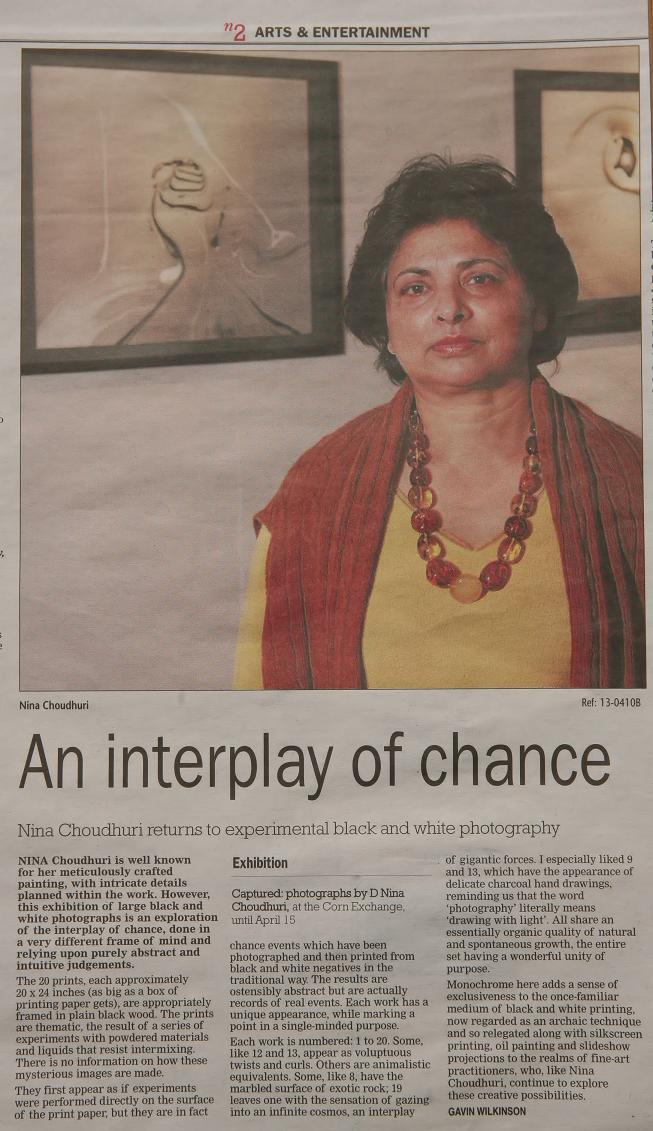 n2 ARTS & ENTERTAINMENT
Nina Choudhuri
Ref: 13-0410B
An interplay of chance
Nina Choudhuri returns to experimental black and white photography
NINA Choudhuri is well known
for her meticulously crafted
painting, with intricate details
planned within the work. However,
this exhibition of large black and
white photographs is an exploration
of the interplay of chance, done in
a very different frame of mind and
relying upon purely abstract and
intuitive judgements.
The 20 prints, each approximately
20 x 24 inches (as big as a box of
printing paper gets), are appropriately
framed in plain black wood. The prints
are thematic, the result of a series of
experiments with powdered materials
and liquids that resist intermixing.
There is no information on how these
mysterious images are made.
They first appear as if experiments
were performed directly on the surface
of the print paper, but they are in fact
Exhibition
Captured: photographs by D Nina
Choudhuri, at the Corn Exchange,
until April 15
chance events which have been
photographed and then printed from
black and white negatives in the
traditional way. The results are
ostensibly abstract but are actually
records of real events. Each work has a
unique appearance, while marking a
point in a single-minded purpose.
Each work is numbered: 1 to 20. Some,
like 12 and 13, appear as voluptuous
twists and curls. Others are animalistic
equivalents. Some, like 8, have the
marbled surface of exotic rock; 19
leaves one with the sensation of gazing
into an infinite cosmos, an interplay
of gigantic forces. I especially liked 9
and 13, which have the appearance of
delicate charcoal hand drawings,
reminding us that the word
'photography' literally means
'drawing with light'. All share an
essentially organic quality of natural
and spontaneous growth, the entire
set having a wonderful unity of
purpose.
Monochrome here adds a sense of
exclusiveness to the once-familiar
medium of black and white printing,
now regarded as an archaic technique
and so relegated along with silkscreen
printing, oil painting and slideshow
projections to the realms of fine-art
practitioners, who, like Nina
Choudhuri, continue to explore
these creative possibilities.
GAVIN WILKINSON